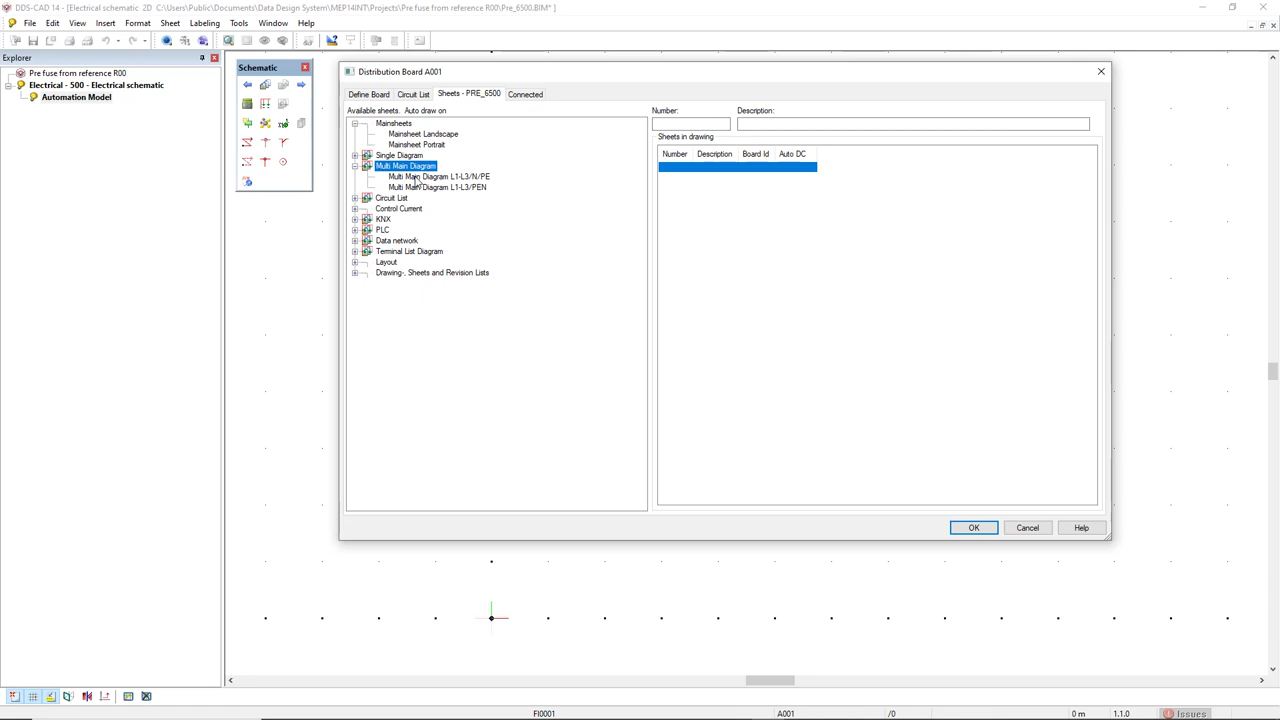 DDS-CAD 14 - [Electrical schematic  2D  C:\Users\Public\Documents\Data Design System\MEP14INT\Projects\Pre fuse from reference R00\Pre_6500.BIM* ]
File Edit View Insert Format Sheet Labeling Tools Window Help
Explorer
Pre fuse from reference R00
Electrical - 500 - Electrical schematic
Automation Model
Schematic
Distribution Board A001
Define Board Circuit List Sheets - PRE_6500 Connected
Available sheets.  Auto draw on
Mainsheets
Mainsheet Landscape
Mainsheet Portrait
Single Diagram
Multi Main Diagram
Multi Main Diagram L1-L3/N/PE
Multi Main Diagram L1-L3/PEN
Circuit List
Control Current
KNX
PLC
Data network
Terminal List Diagram
Layout
Drawing-, Sheets and Revision Lists
Number: Description:
Sheets in drawing
Number Description Board Id Auto DC
OK Cancel Help
FI0001 A001 /0 0 m 1.1.0 Issues